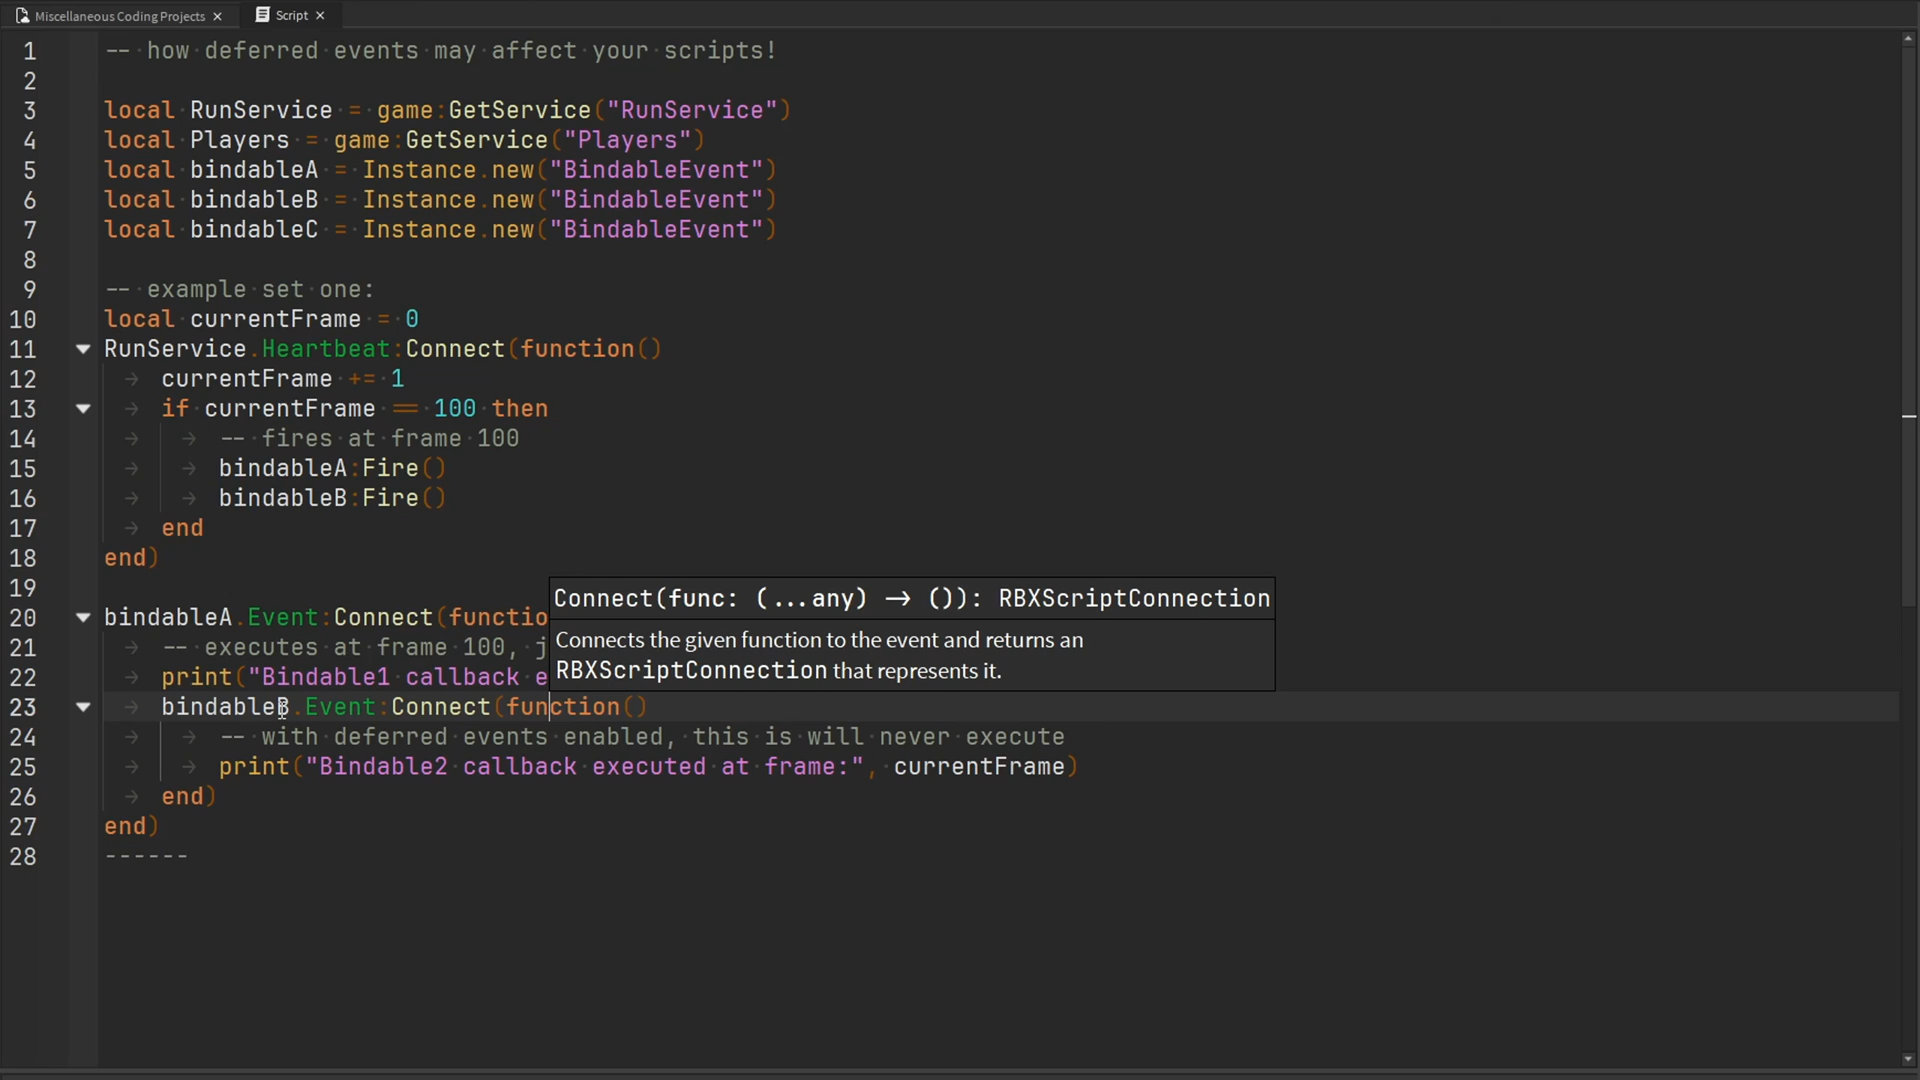 Miscellaneous Coding Projects × Script ×
1 -- how deferred events may affect your scripts!
2
3 local RunService = game:GetService("RunService")
4 local Players = game:GetService("Players")
5 local bindableA = Instance.new("BindableEvent")
6 local bindableB = Instance.new("BindableEvent")
7 local bindableC = Instance.new("BindableEvent")
8
9 -- example set one:
10 local currentFrame = 0
11 RunService.Heartbeat:Connect(function()
12 currentFrame += 1
13 if currentFrame == 100 then
14 -- fires at frame 100
15 bindableA:Fire()
16 bindableB:Fire()
17 end
18 end)
19
Connect(func: (...any) -> ()): RBXScriptConnection
Connects the given function to the event and returns an
RBXScriptConnection that represents it.
20 bindableA.Event:Connect(functio
21 -- executes at frame 100, j
22 print("Bindable1 callback e
23 bindableB.Event:Connect(function()
24 -- with deferred events enabled, this is will never execute
25 print("Bindable2 callback executed at frame:", currentFrame)
26 end)
27 end)
28 ------